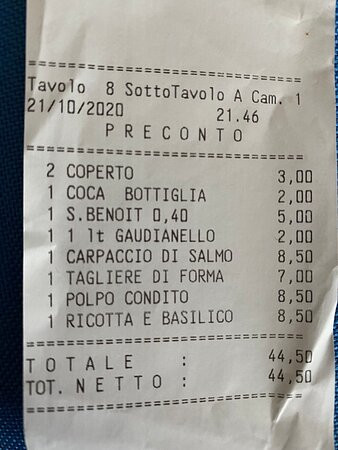 Tavolo 8 SottoTavolo A Cam. 1
21/10/2020 21.46
PRECONTO
2 COPERTO 3,00
1 COCA BOTTIGLIA 2,00
1 S.BENOIT 0,40 5,00
1 1 lt GAUDIANELLO 2,00
1 CARPACCIO DI SALMO 8,50
1 TAGLIERE DI FORMA 7,00
1 POLPO CONDITO 8,50
1 RICOTTA E BASILICO 8,50
TOTALE : 44,50
TOT. NETTO : 44,50